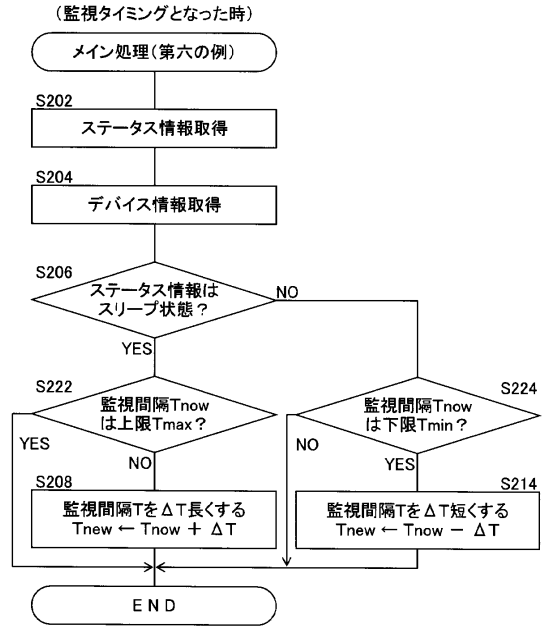 (監視タイミングとなった時)
メイン処理(第六の例)
S202
ステータス情報取得
S204
デバイス情報取得
S206
ステータス情報は
スリープ状態?
NO
YES
S222
監視間隔Tnow
は上限Tmax?
YES
NO
S224
監視間隔Tnow
は下限Tmin?
NO
YES
S208
監視間隔TをΔT長くする
Tnew ← Tnow + ΔT
S214
監視間隔TをΔT短くする
Tnew ← Tnow − ΔT
END